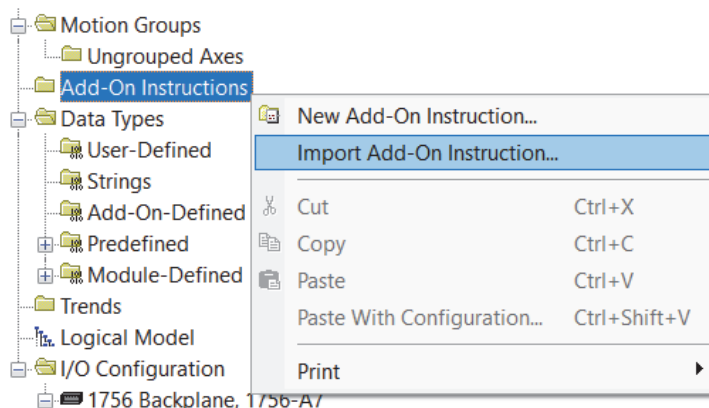 Motion Groups
Ungrouped Axes
Add-On Instructions
Data Types
User-Defined
Strings
Add-On-Defined
Predefined
Module-Defined
Trends
Logical Model
I/O Configuration
1756 Backplane, 1756-A7
New Add-On Instruction...
Import Add-On Instruction...
Cut Ctrl+X
Copy Ctrl+C
Paste Ctrl+V
Paste With Configuration... Ctrl+Shift+V
Print